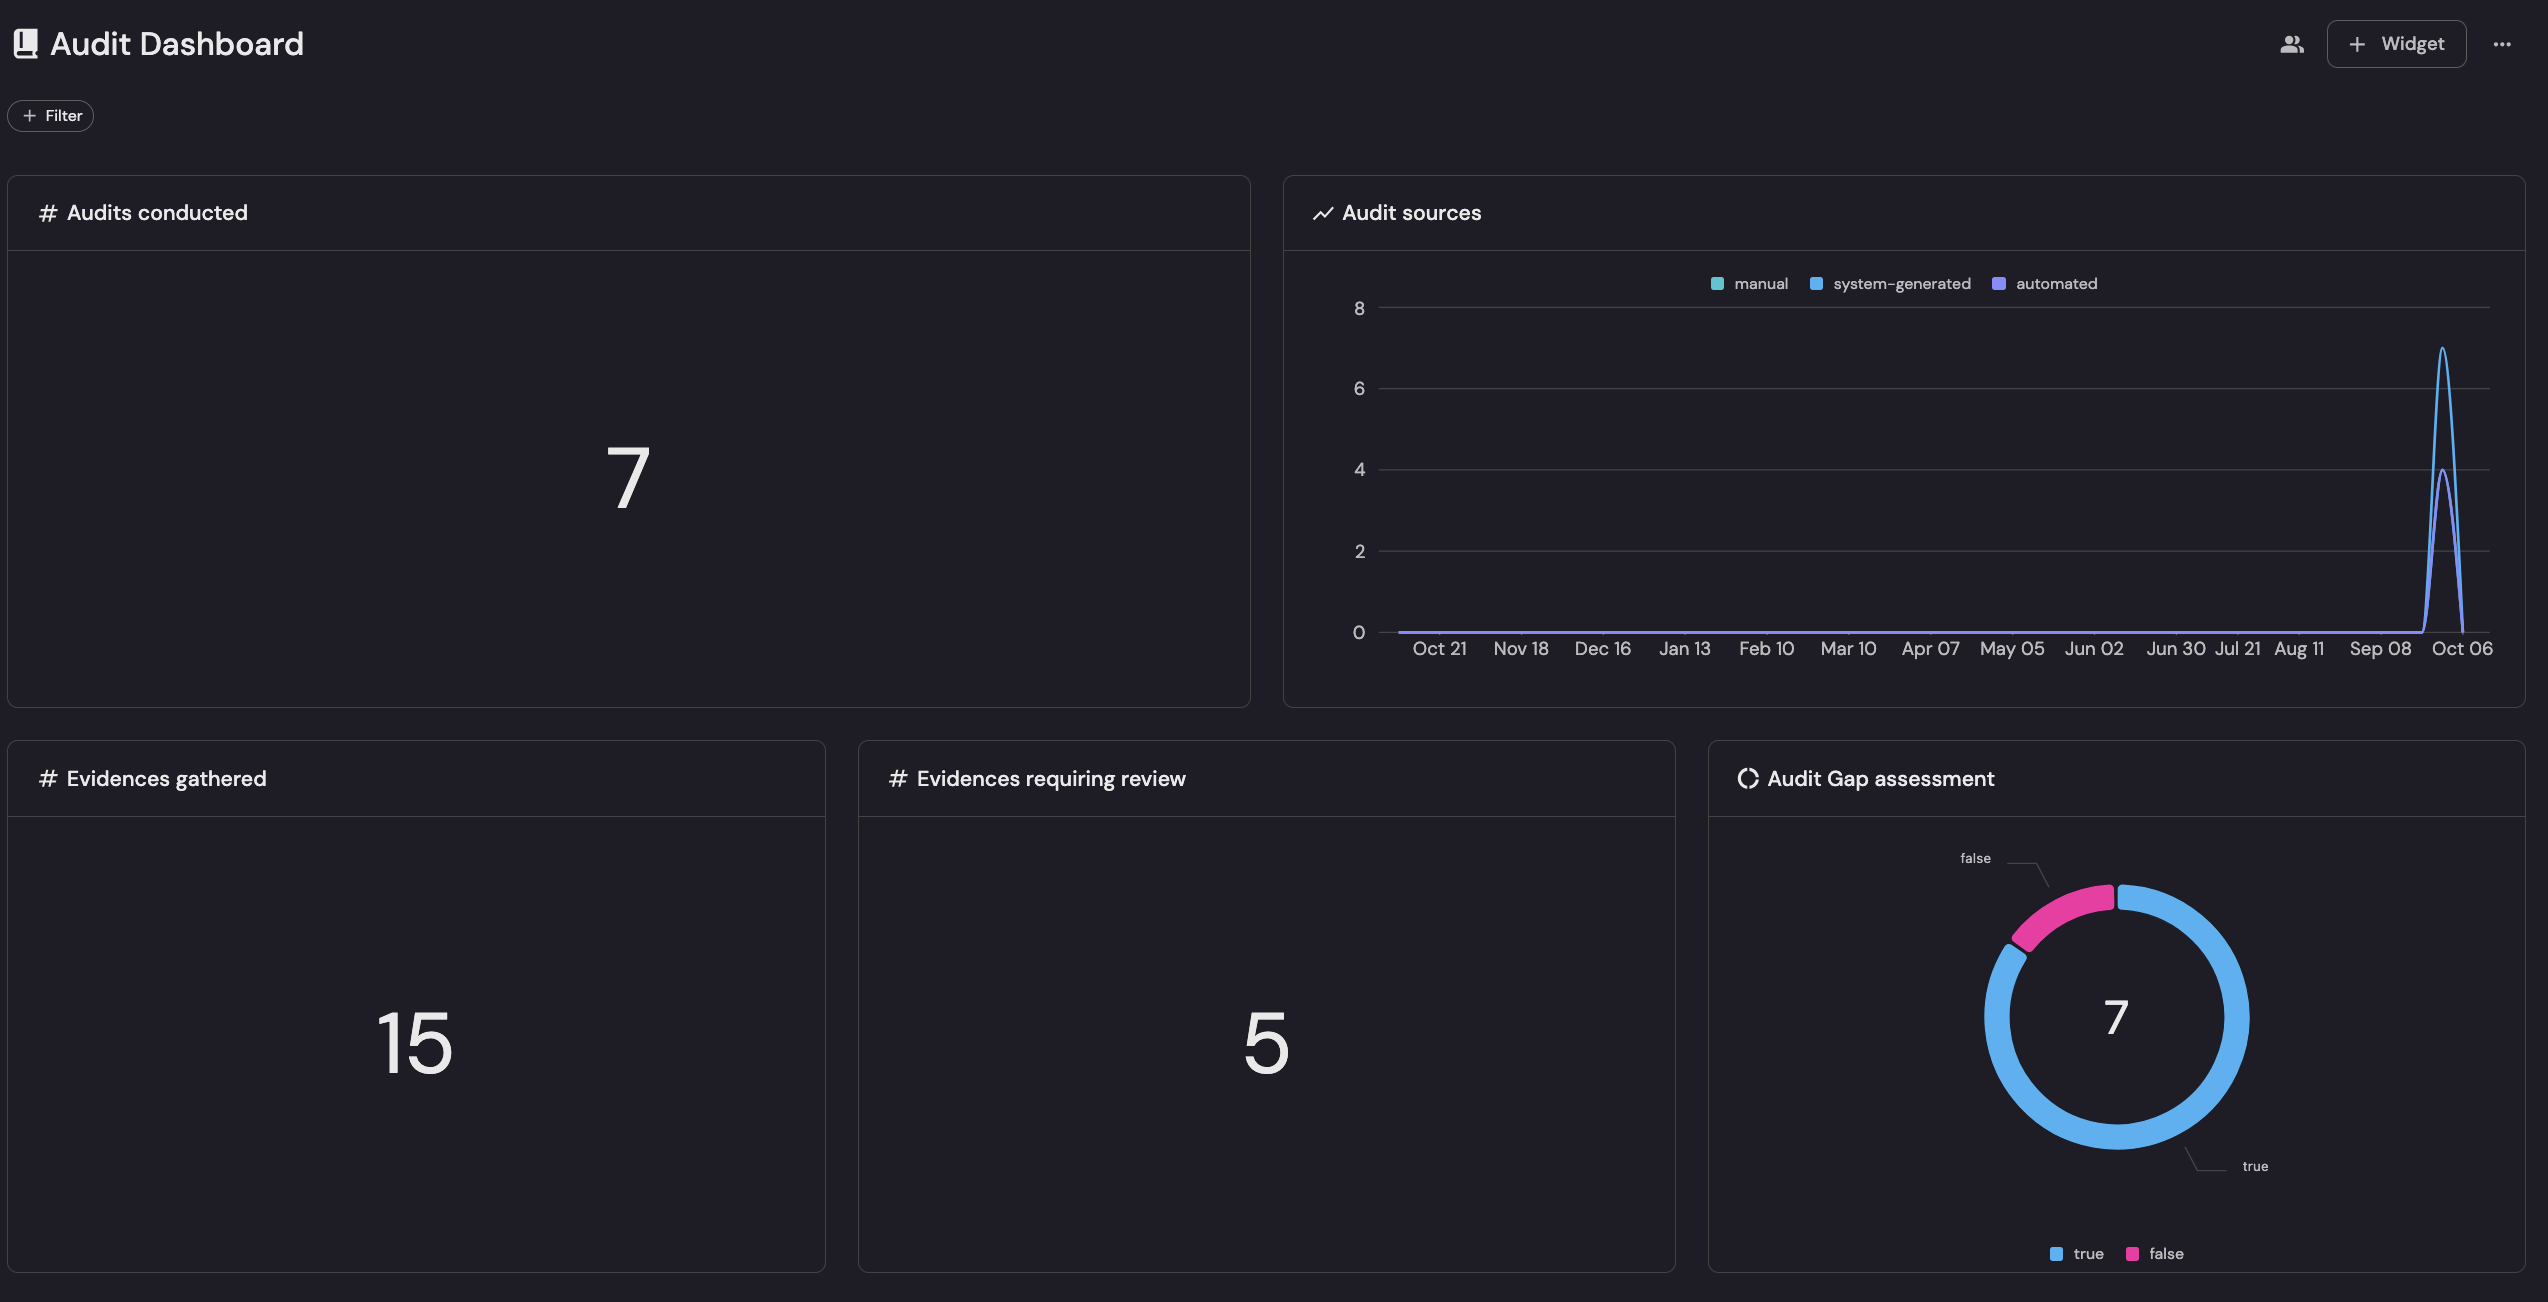 Audit Dashboard
+ Widget
+ Filter
# Audits conducted
7
Audit sources
manual system-generated automated
8
6
4
2
0
Oct 21 Nov 18 Dec 16 Jan 13 Feb 10 Mar 10 Apr 07 May 05 Jun 02 Jun 30 Jul 21 Aug 11 Sep 08 Oct 06
# Evidences gathered
15
# Evidences requiring review
5
Audit Gap assessment
false
7
true
true false